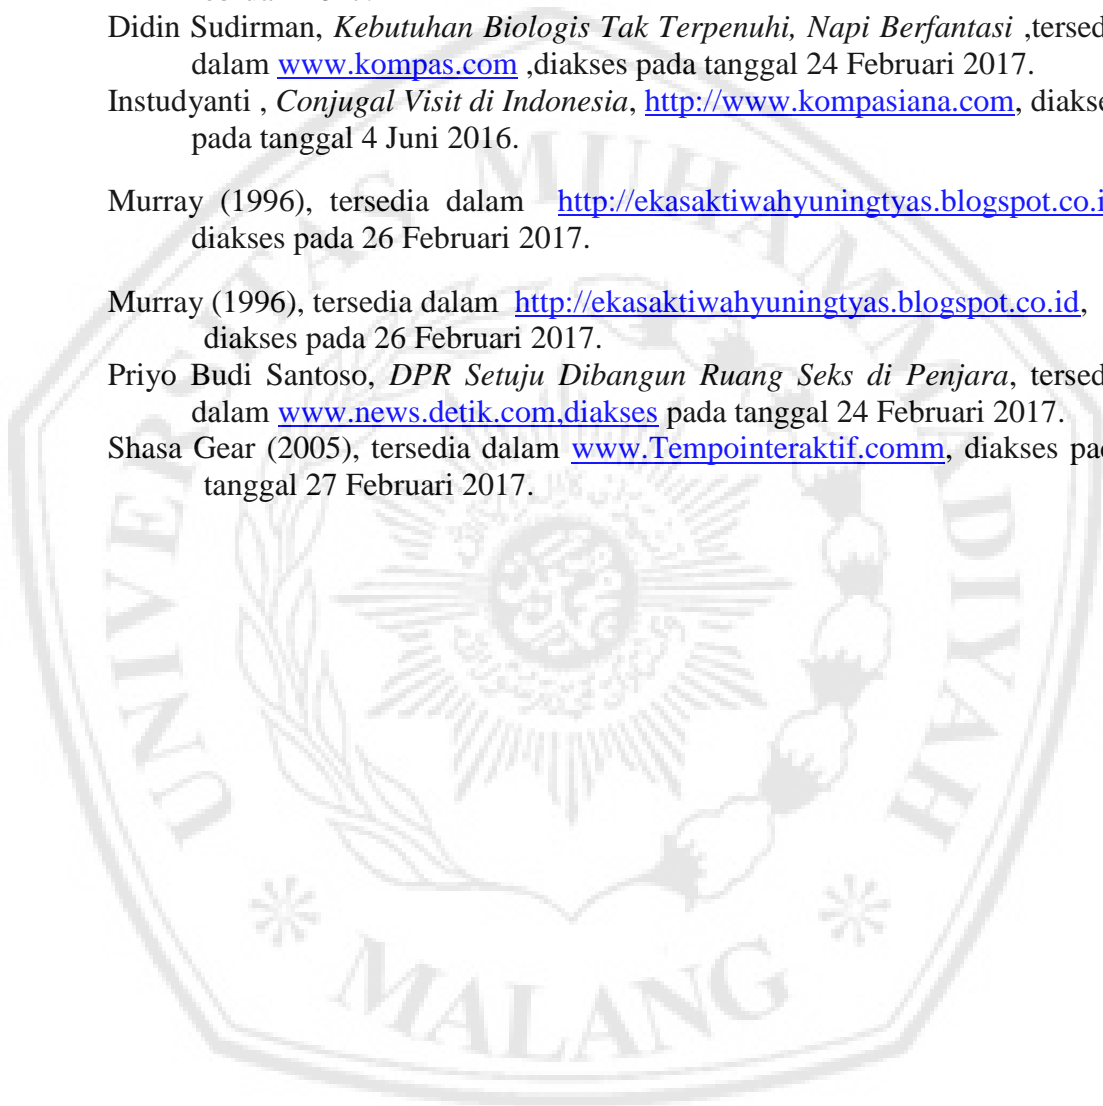 Didin Sudirman, Kebutuhan Biologis Tak Terpenuhi, Napi Berfantasi ,tersed
dalam www.kompas.com ,diakses pada tanggal 24 Februari 2017.
Instudyanti , Conjugal Visit di Indonesia, http://www.kompasiana.com, diakse
pada tanggal 4 Juni 2016.
Murray (1996), tersedia dalam http://ekasaktiwahyuningtyas.blogspot.co.i
diakses pada 26 Februari 2017.
Murray (1996), tersedia dalam http://ekasaktiwahyuningtyas.blogspot.co.id,
diakses pada 26 Februari 2017.
Priyo Budi Santoso, DPR Setuju Dibangun Ruang Seks di Penjara, tersed
dalam www.news.detik.com,diakses pada tanggal 24 Februari 2017.
Shasa Gear (2005), tersedia dalam www.Tempointeraktif.comm, diakses pa
tanggal 27 Februari 2017.
UNIVERSITAS MUHAMMADIYAH
MALANG